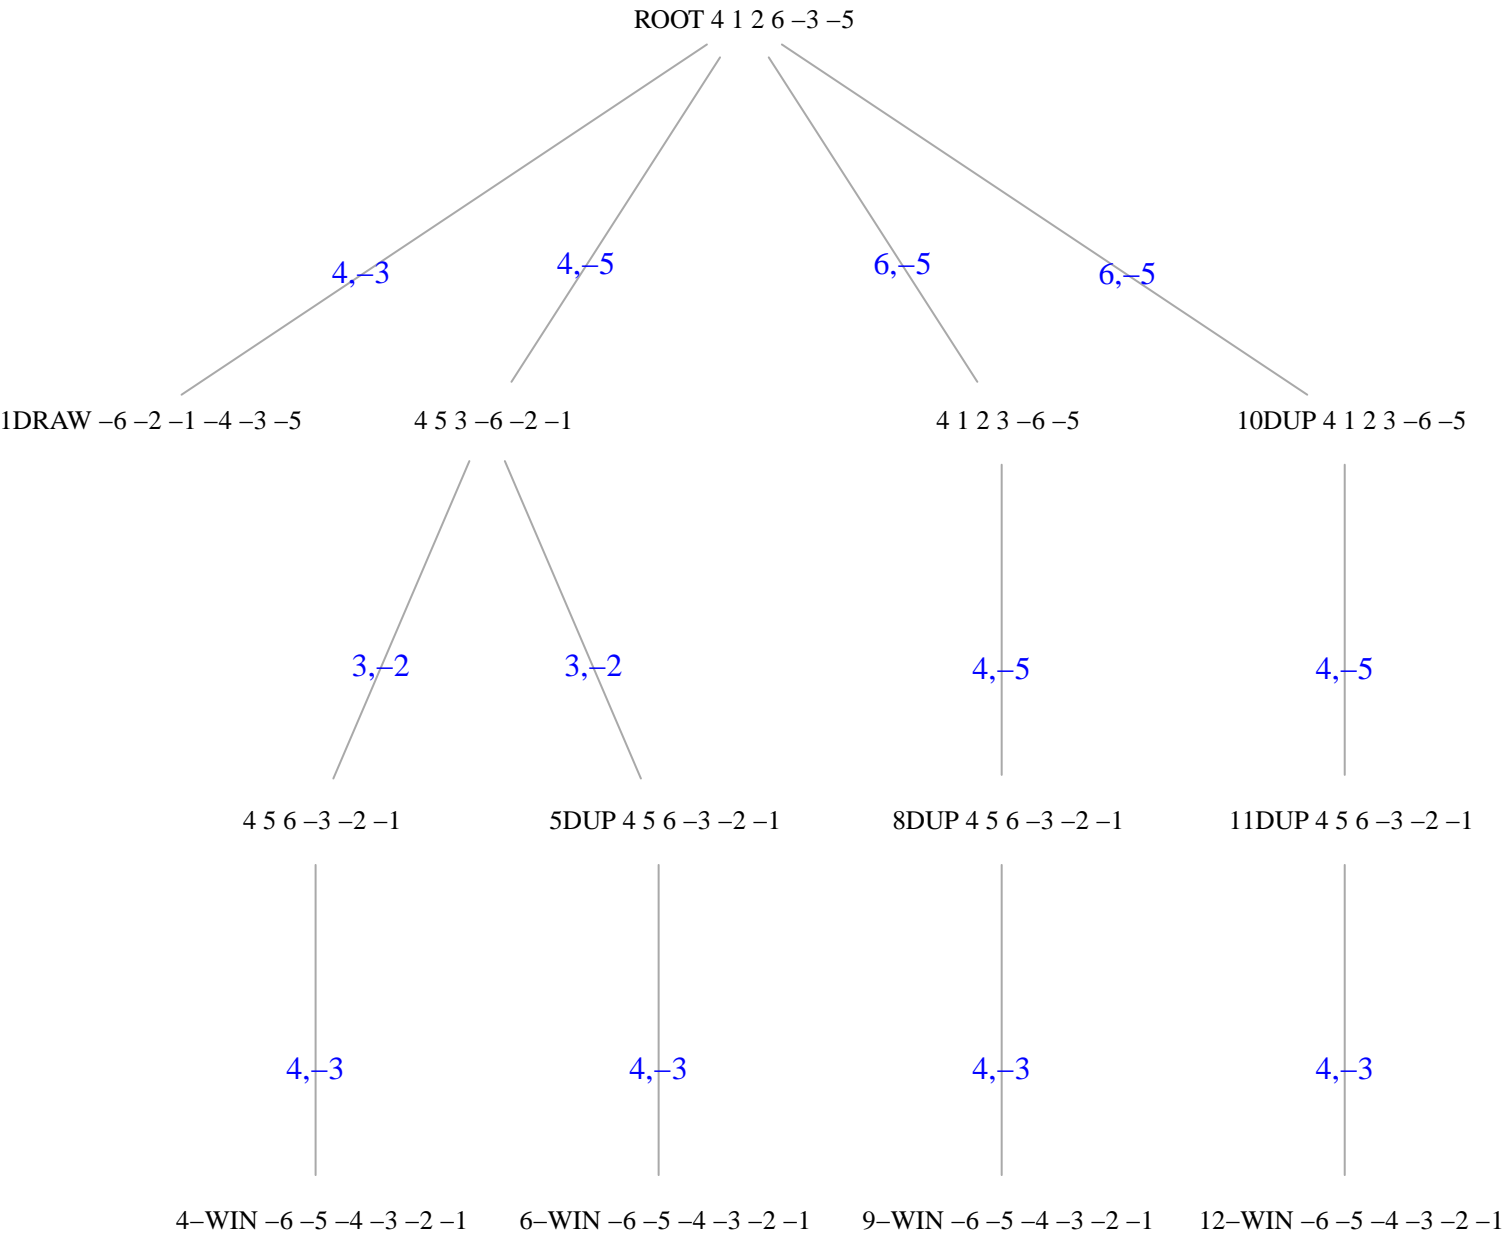 ROOT 4 1 2 6 –3 –5
4,–3
4,–5
6,–5
6,–5
1DRAW –6 –2 –1 –4 –3 –5
4 5 3 –6 –2 –1
4 1 2 3 –6 –5
10DUP 4 1 2 3 –6 –5
3,–2
3,–2
4,–5
4,–5
4 5 6 –3 –2 –1
5DUP 4 5 6 –3 –2 –1
8DUP 4 5 6 –3 –2 –1
11DUP 4 5 6 –3 –2 –1
4,–3
4,–3
4,–3
4,–3
4–WIN –6 –5 –4 –3 –2 –1
6–WIN –6 –5 –4 –3 –2 –1
9–WIN –6 –5 –4 –3 –2 –1
12–WIN –6 –5 –4 –3 –2 –1